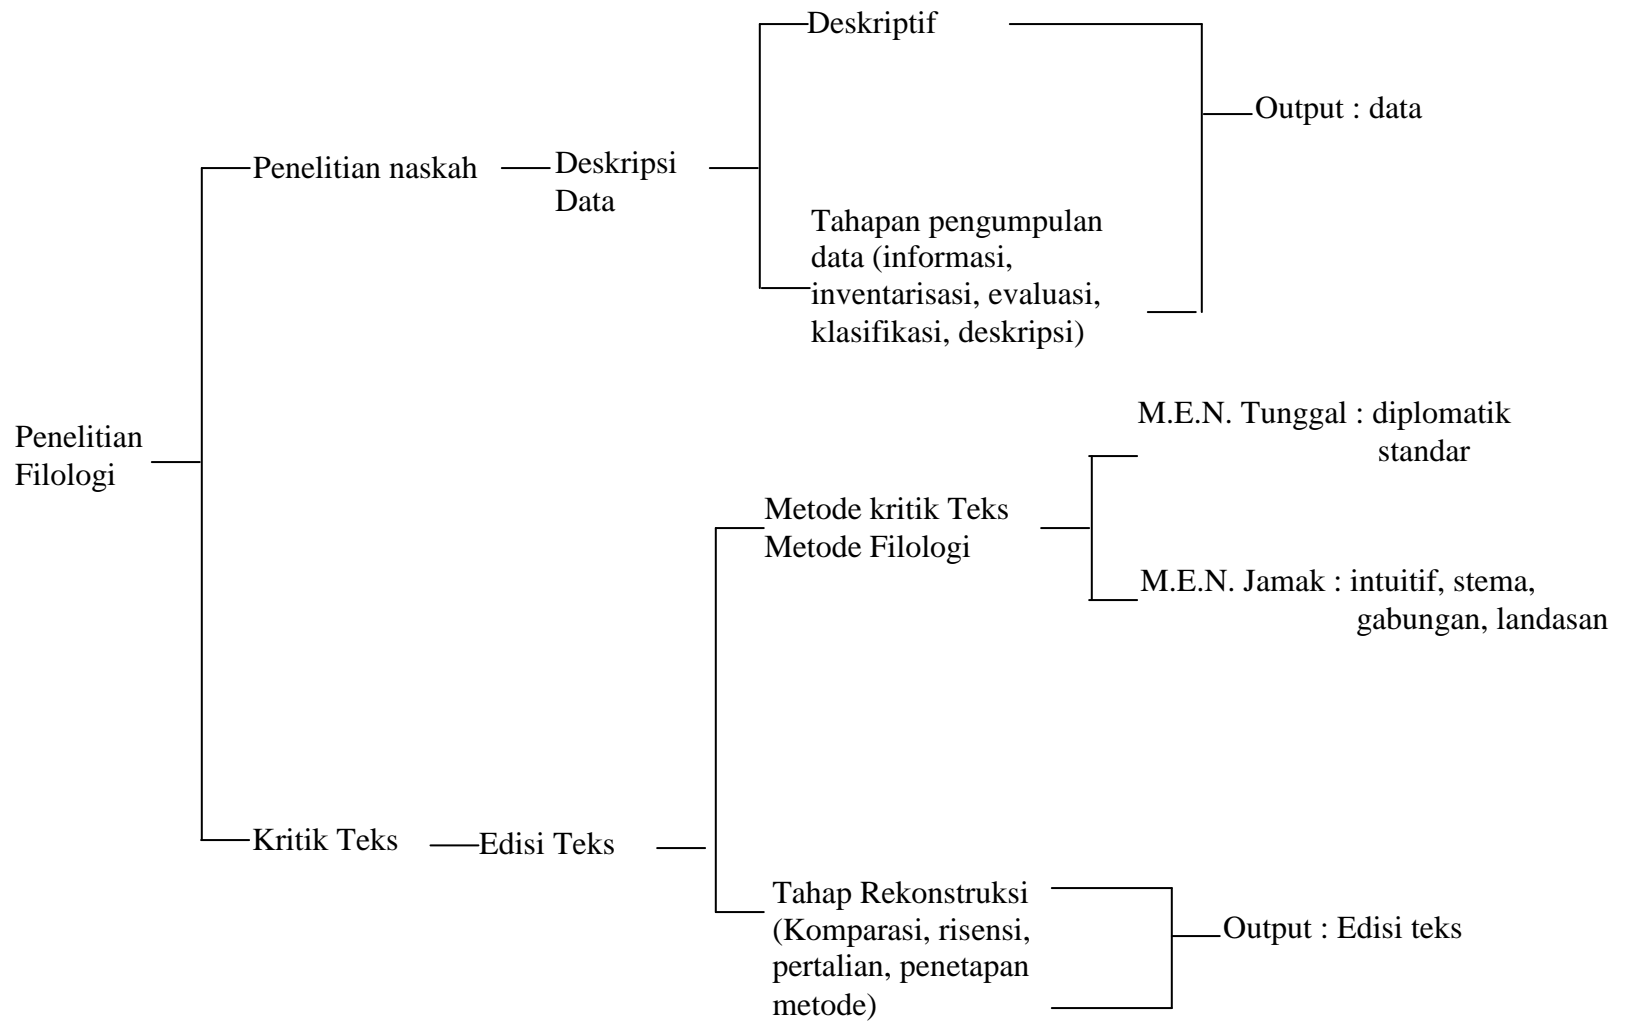 Deskriptif
Output : data
Penelitian naskah
Deskripsi
Data
Tahapan pengumpulan
data (informasi,
inventarisasi, evaluasi,
klasifikasi, deskripsi)
Penelitian
Filologi
M.E.N. Tunggal : diplomatik
standar
Metode kritik Teks
Metode Filologi
M.E.N. Jamak : intuitif, stema,
gabungan, landasan
Kritik Teks
Edisi Teks
Tahap Rekonstruksi
(Komparasi, risensi,
pertalian, penetapan
metode)
Output : Edisi teks